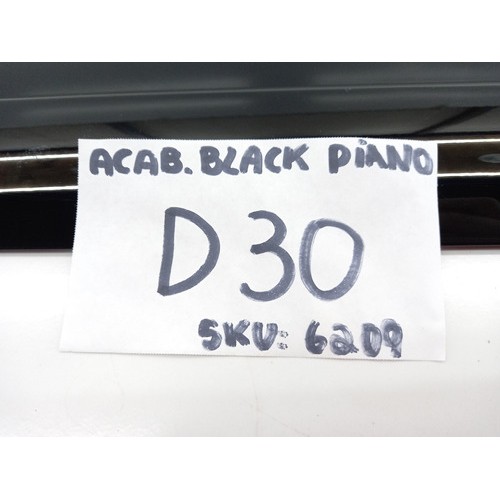 ACAB. BLACK PIANO
D30
SKU: 6209